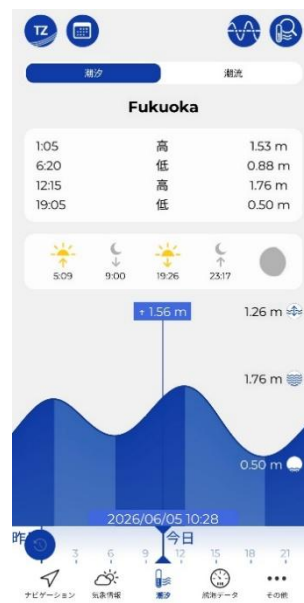 TZ
潮汐 潮流
Fukuoka
1:05 高 1.53 m
6:20 低 0.88 m
12:15 高 1.76 m
19:05 低 0.50 m
5:09 9:00 19:26 23:17
↑ 1.56 m 1.26 m
1.76 m
0.50 m
2026/06/05 10:28
昨 今日
3 6 9 12 15 18 21
ナビゲーション 気象情報 潮汐 航海データ その他